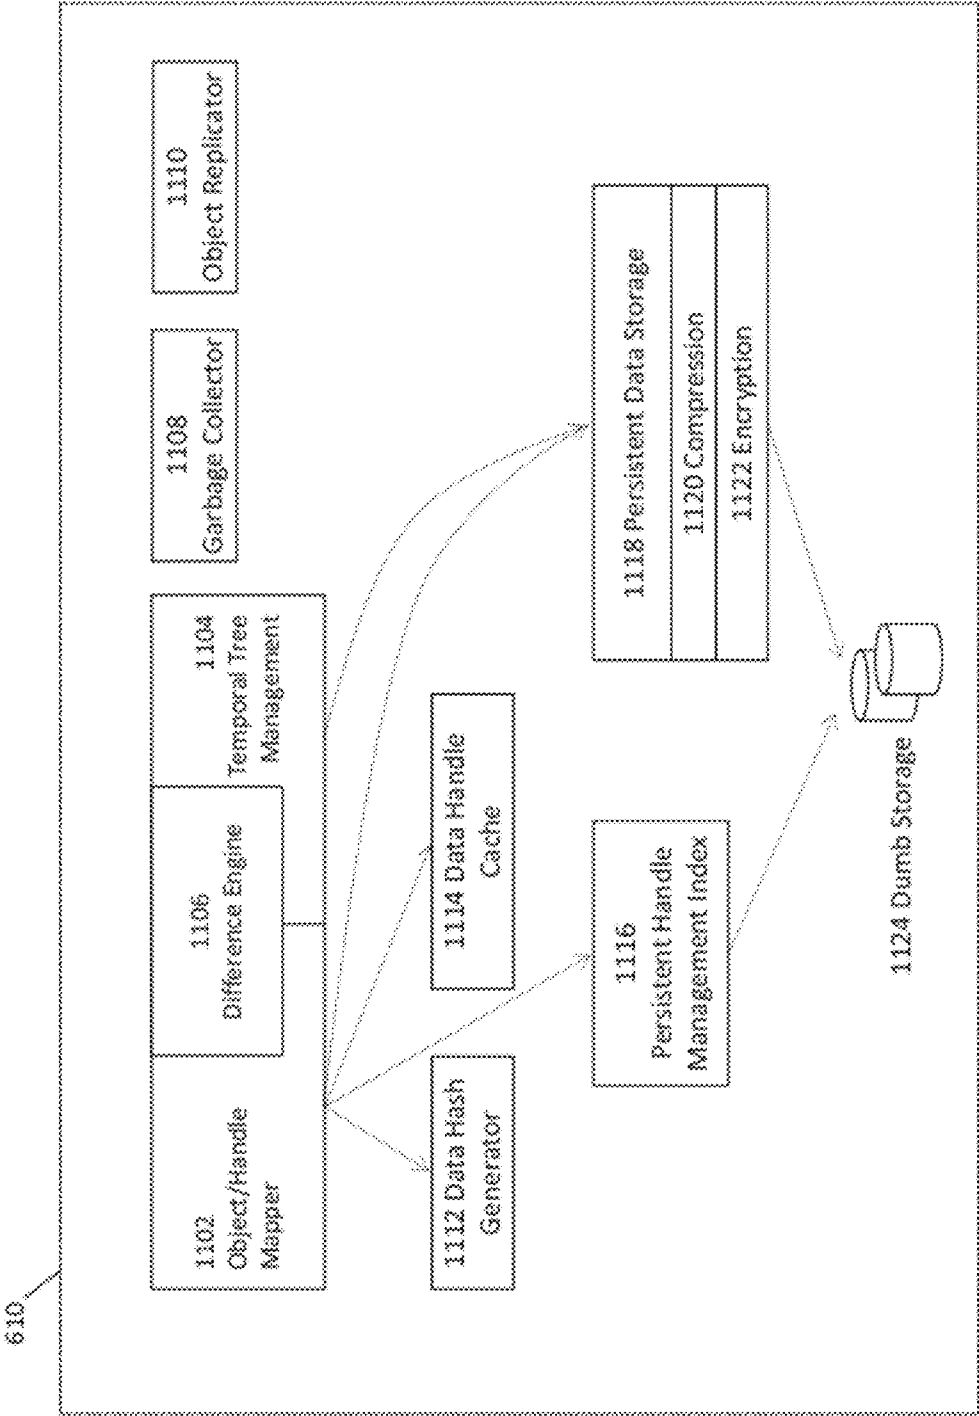 610
1102
Object/Handle
Mapper
1106
Difference Engine
1104
Temporal Tree
Management
1108
Garbage Collector
1110
Object Replicator
1112 Data Hash
Generator
1114 Data Handle
Cache
1116
Persistent Handle
Management Index
1118 Persistent Data Storage
1120 Compression
1122 Encryption
1124 Dumb Storage